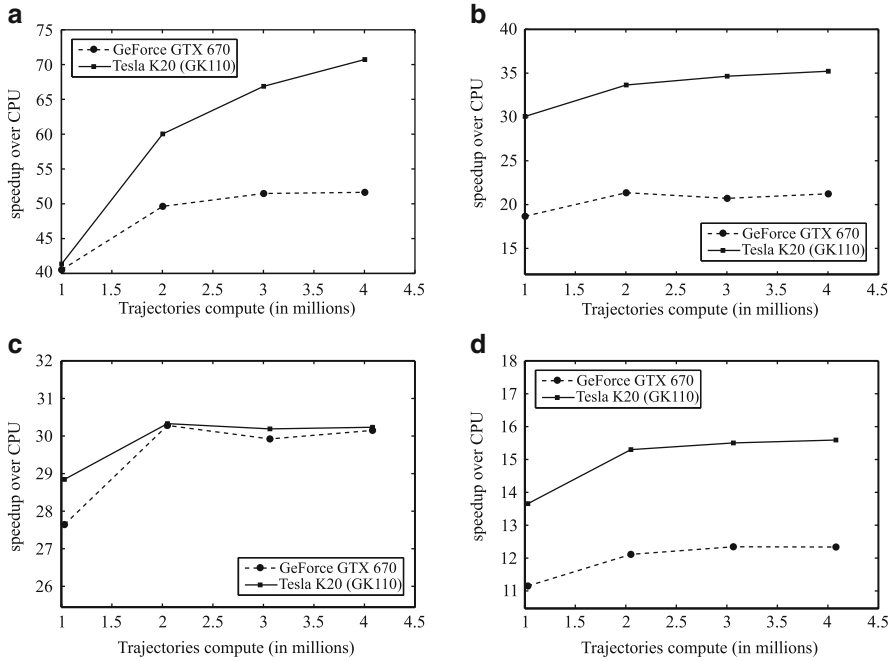 a
75
70
65
60
55
50
45
40
speedup over CPU
GeForce GTX 670
Tesla K20 (GK110)
1 1.5 2 2.5 3 3.5 4 4.5
Trajectories compute (in millions)
b
40
35
30
25
20
15
speedup over CPU
GeForce GTX 670
Tesla K20 (GK110)
1 1.5 2 2.5 3 3.5 4 4.5
Trajectories compute (in millions)
c
32
31
30
29
28
27
26
speedup over CPU
GeForce GTX 670
Tesla K20 (GK110)
1 1.5 2 2.5 3 3.5 4 4.5
Trajectories compute (in millions)
d
18
17
16
15
14
13
12
11
speedup over CPU
GeForce GTX 670
Tesla K20 (GK110)
1 1.5 2 2.5 3 3.5 4 4.5
Trajectories compute (in millions)